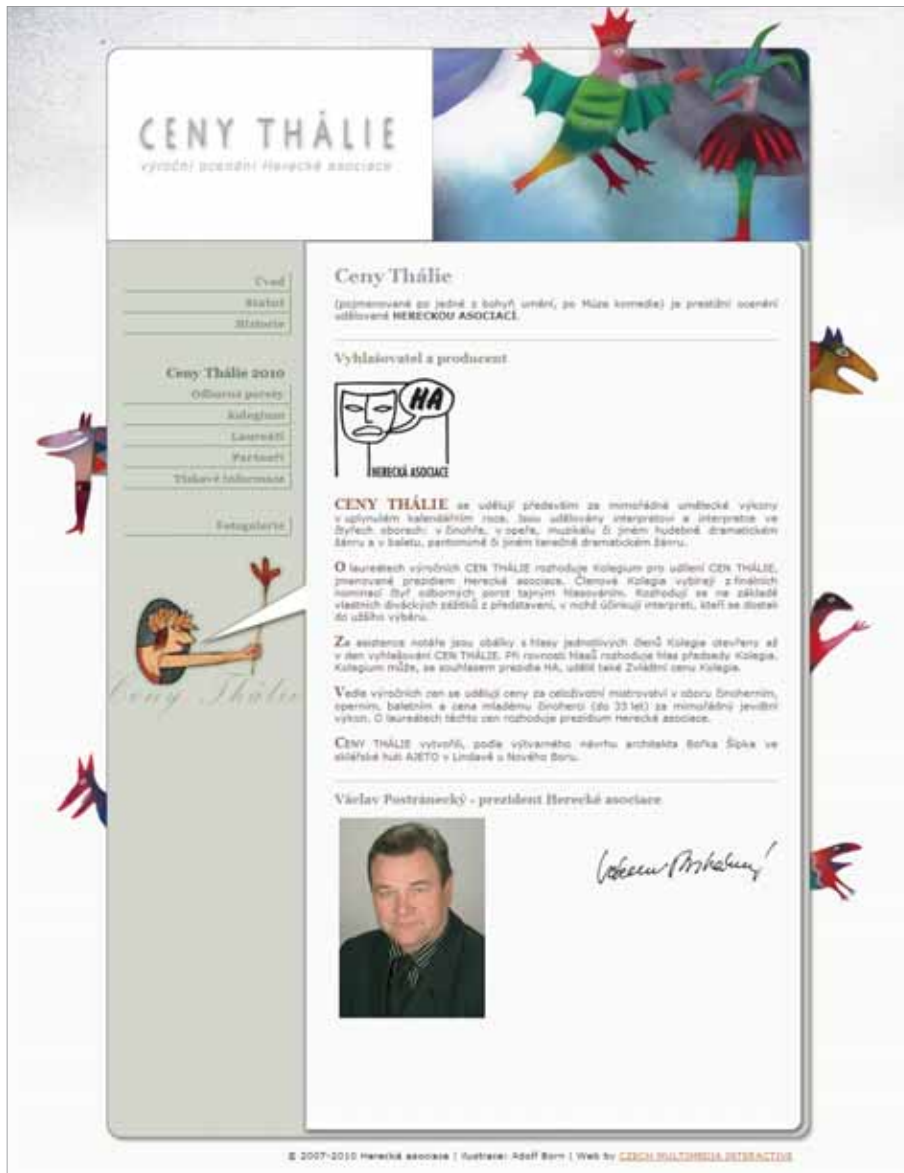 CENY THÁLIE
výroční ocenění Herecké asociace
Úvod
Statut
Historie
Ceny Thálie 2010
Odborné poroty
Kolegium
Laureáti
Partneři
Tiskové informace
Fotogalerie
Ceny Thálie
Ceny Thálie
(pojmenované po jedné z bohyň umění, po Múze komedie) je prestižní ocenění
udělované HERECKOU ASOCIACÍ.
Vyhlašovatel a producent
HA
HERECKÁ ASOCIACE
CENY THÁLIE se udělují především za mimořádné umělecké výkony
v uplynulém kalendářním roce. Jsou udělovány interpretovi a interpretce ve
čtyřech oborech: v činohře, v opeře, muzikálu či jiném hudebně dramatickém
žánru a v baletu, pantomimě či jiném tanečně dramatickém žánru.
O laureátech výročních CEN THÁLIE rozhoduje Kolegium pro udílení CEN THÁLIE,
jmenované prezidiem Herecké asociace. Členové Kolegia vybírají z finálních
nominací čtyř odborných porot tajným hlasováním. Rozhodují se na základě
vlastních diváckých zážitků z představení, v nichž účinkují interpreti, kteří se dostali
do užšího výběru.
Za asistence notáře jsou obálky s hlasy jednotlivých členů Kolegia otevřeny až
v den vyhlašování CEN THÁLIE. Při rovnosti hlasů rozhoduje hlas předsedy Kolegia.
Kolegium může, se souhlasem prezidia HA, udělit také Zvláštní cenu Kolegia.
Vedle výročních cen se udělují ceny za celoživotní mistrovství v oboru činoherním,
operním, baletním a cena mladému činoherci (do 33 let) za mimořádný jevištní
výkon. O laureátech těchto cen rozhoduje prezidium Herecké asociace.
CENY THÁLIE vytvořili, podle výtvarného návrhu architekta Bořka Šípka ve
sklářské huti AJETO v Lindavě u Nového Boru.
Václav Postránecký - prezident Herecké asociace
© 2007-2010 Herecká asociace | Ilustrace: Adolf Born | Web by CZECH MULTIMEDIA INTERACTIVE